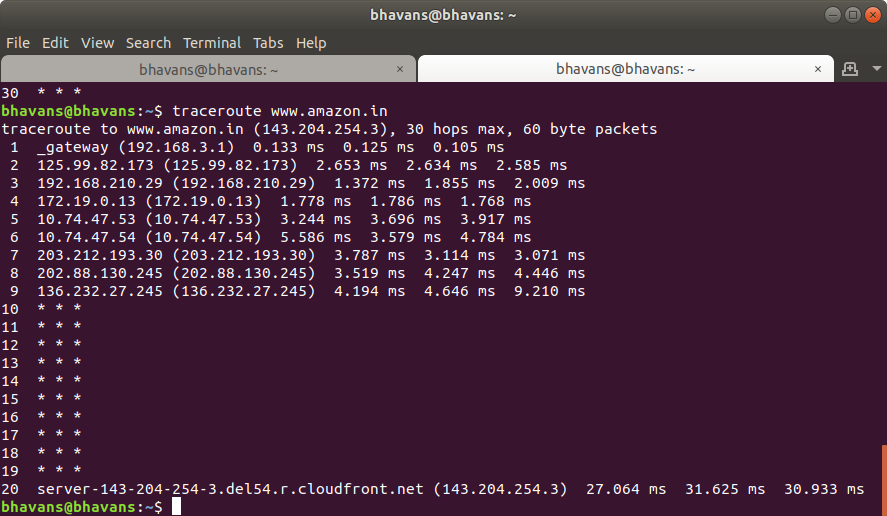 bhavans@bhavans: ~
File Edit View Search Terminal Tabs Help
bhavans@bhavans: ~ × bhavans@bhavans: ~ ×
30  * * *
bhavans@bhavans:~$ traceroute www.amazon.in
traceroute to www.amazon.in (143.204.254.3), 30 hops max, 60 byte packets
 1  _gateway (192.168.3.1)  0.133 ms  0.125 ms  0.105 ms
 2  125.99.82.173 (125.99.82.173)  2.653 ms  2.634 ms  2.585 ms
 3  192.168.210.29 (192.168.210.29)  1.372 ms  1.855 ms  2.009 ms
 4  172.19.0.13 (172.19.0.13)  1.778 ms  1.786 ms  1.768 ms
 5  10.74.47.53 (10.74.47.53)  3.244 ms  3.696 ms  3.917 ms
 6  10.74.47.54 (10.74.47.54)  5.586 ms  3.579 ms  4.784 ms
 7  203.212.193.30 (203.212.193.30)  3.787 ms  3.114 ms  3.071 ms
 8  202.88.130.245 (202.88.130.245)  3.519 ms  4.247 ms  4.446 ms
 9  136.232.27.245 (136.232.27.245)  4.194 ms  4.646 ms  9.210 ms
10  * * *
11  * * *
12  * * *
13  * * *
14  * * *
15  * * *
16  * * *
17  * * *
18  * * *
19  * * *
20  server-143-204-254-3.del54.r.cloudfront.net (143.204.254.3)  27.064 ms  31.625 ms  30.933 ms
bhavans@bhavans:~$